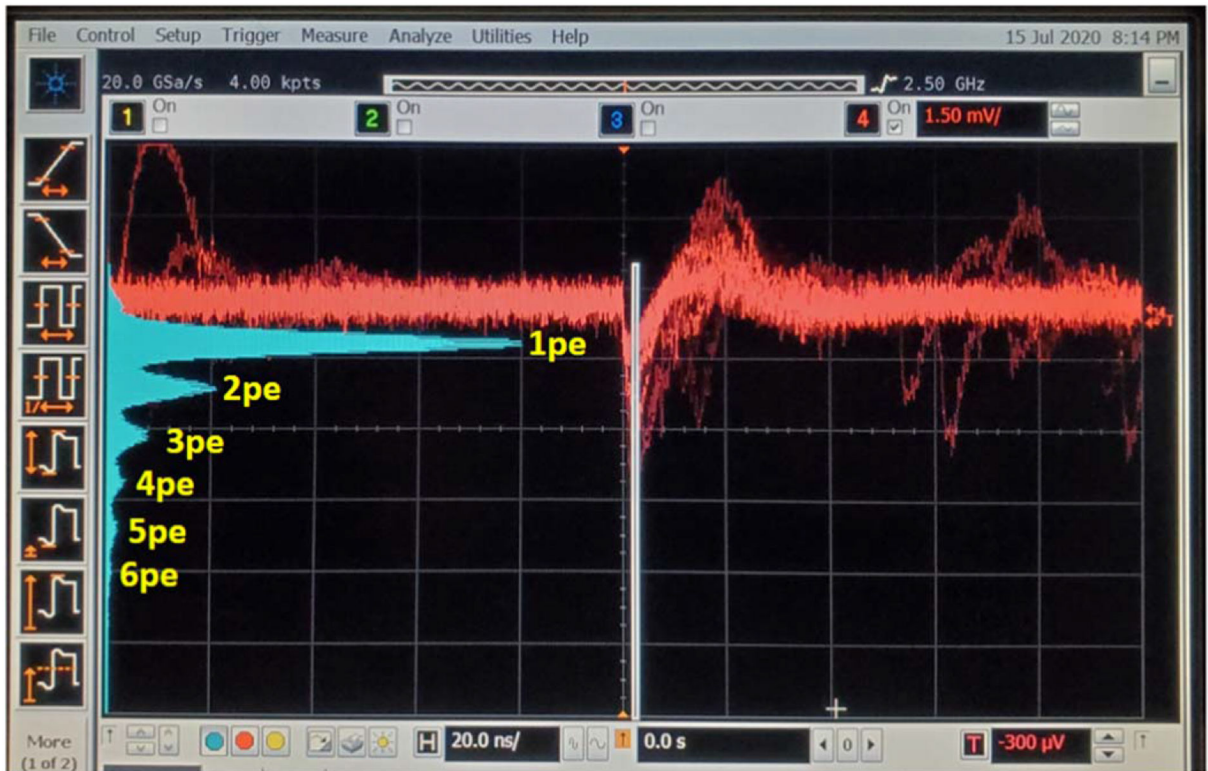 File Control Setup Trigger Measure Analyze Utilities Help 15 Jul 2020 8:14 PM
20.0 GSa/s 4.00 kpts 2.50 GHz
1 On 2 On 3 On 4 On 1.50 mV/
1pe
2pe
3pe
4pe
5pe
6pe
T
More
(1 of 2)
H 20.0 ns/ 0.0 s 0 T -300 µV